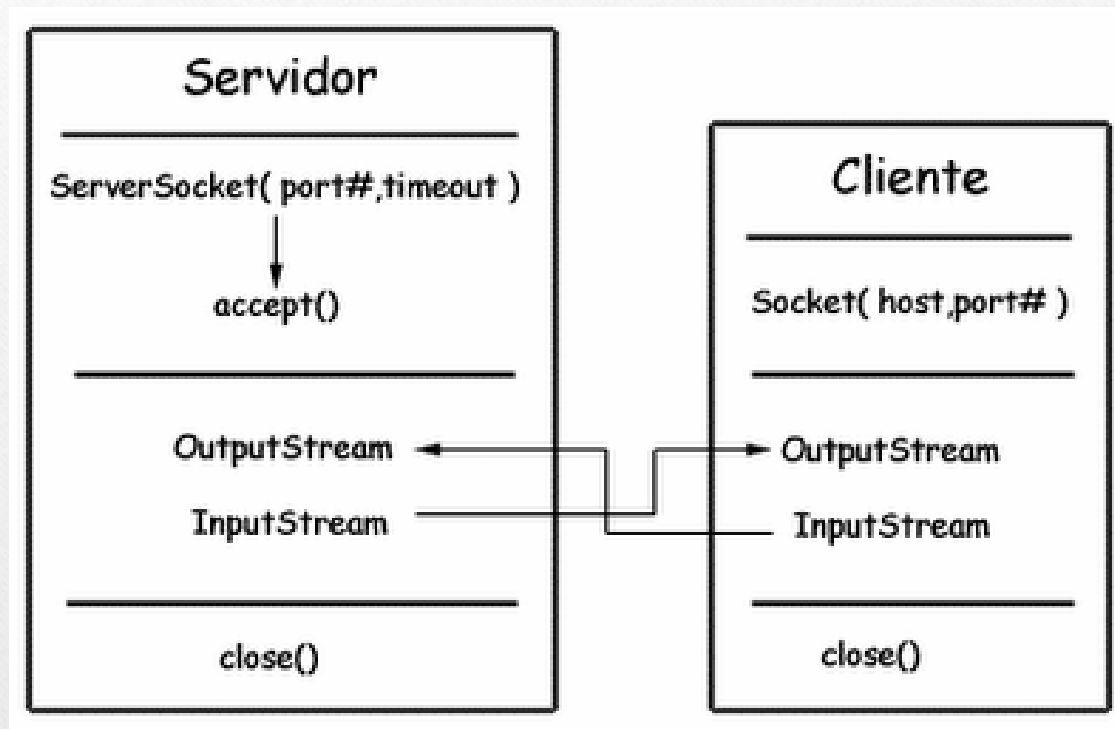 Servidor
ServerSocket( port#,timeout )
accept()
OutputStream
InputStream
close()
Cliente
Socket( host,port# )
OutputStream
InputStream
close()